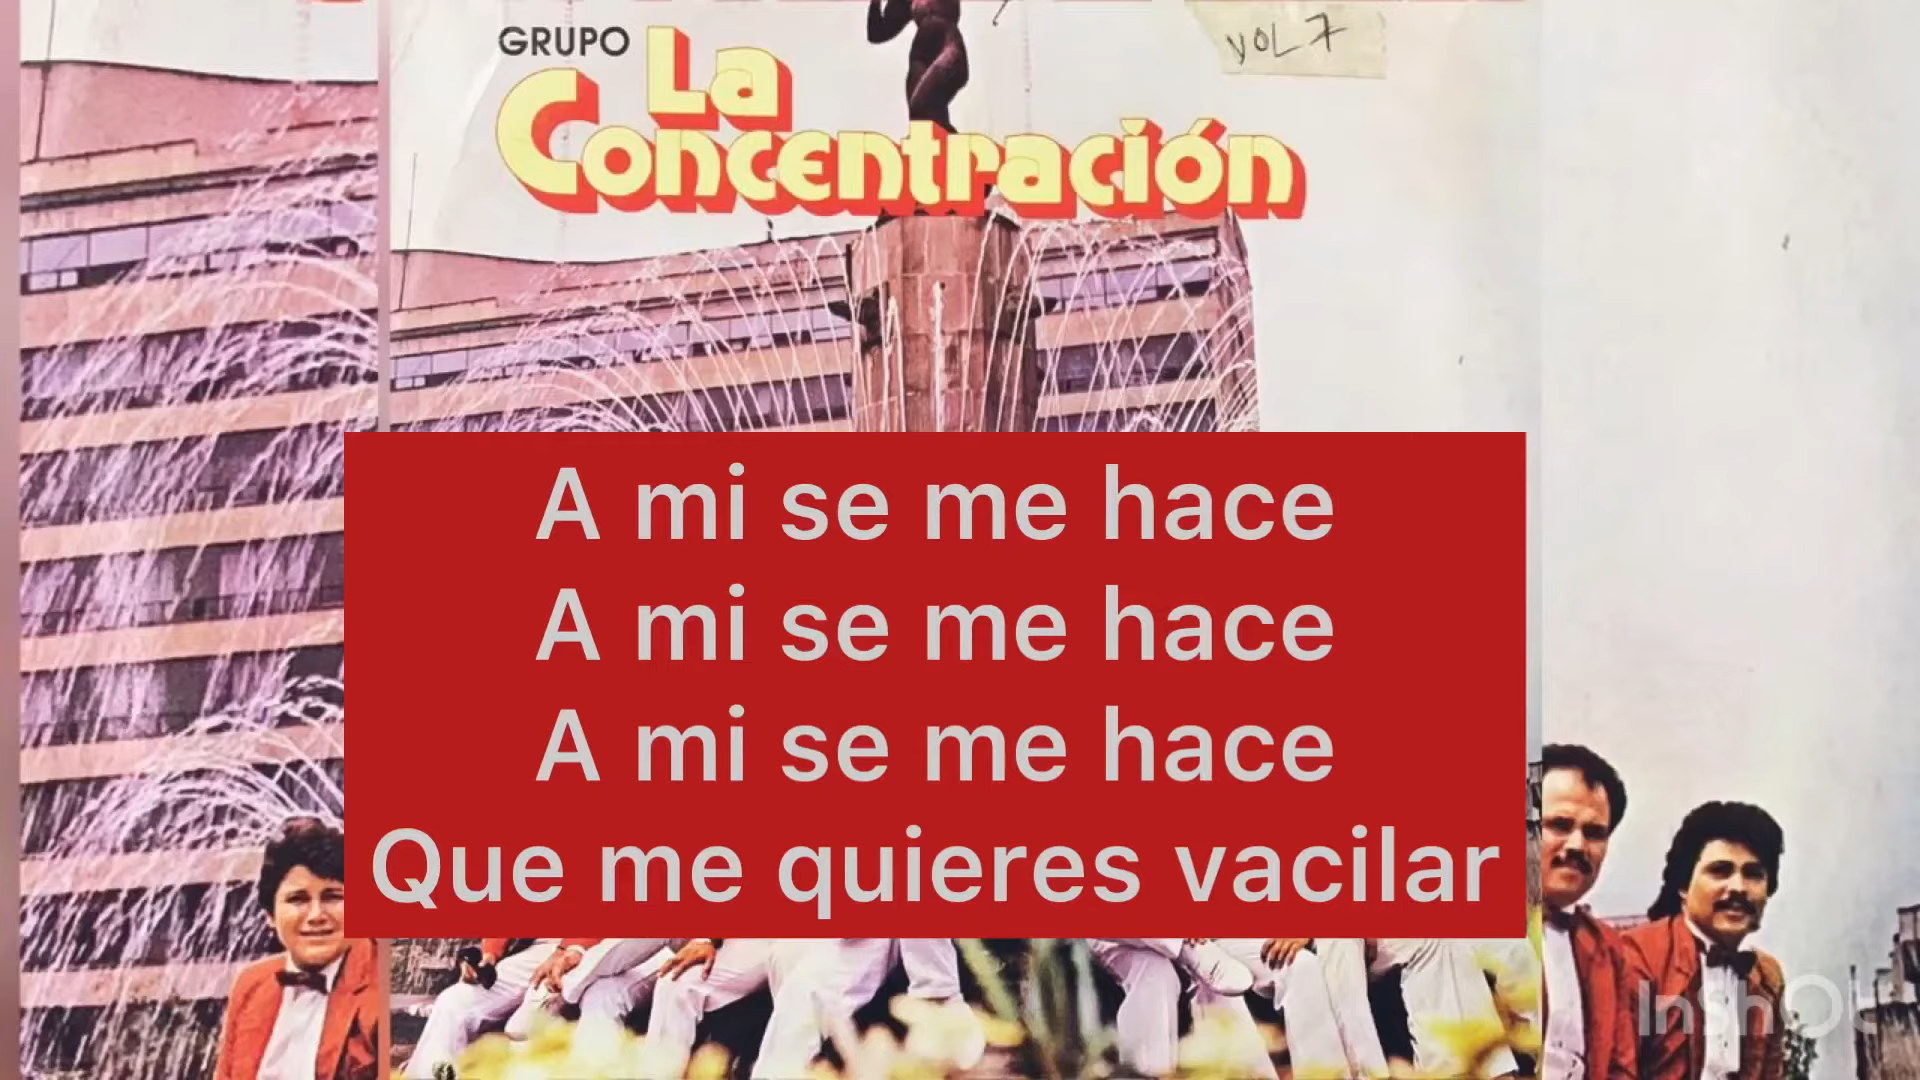 GRUPO
La
Concentración
VOL 7
A mi se me hace
A mi se me hace
A mi se me hace
Que me quieres vacilar
InShOt